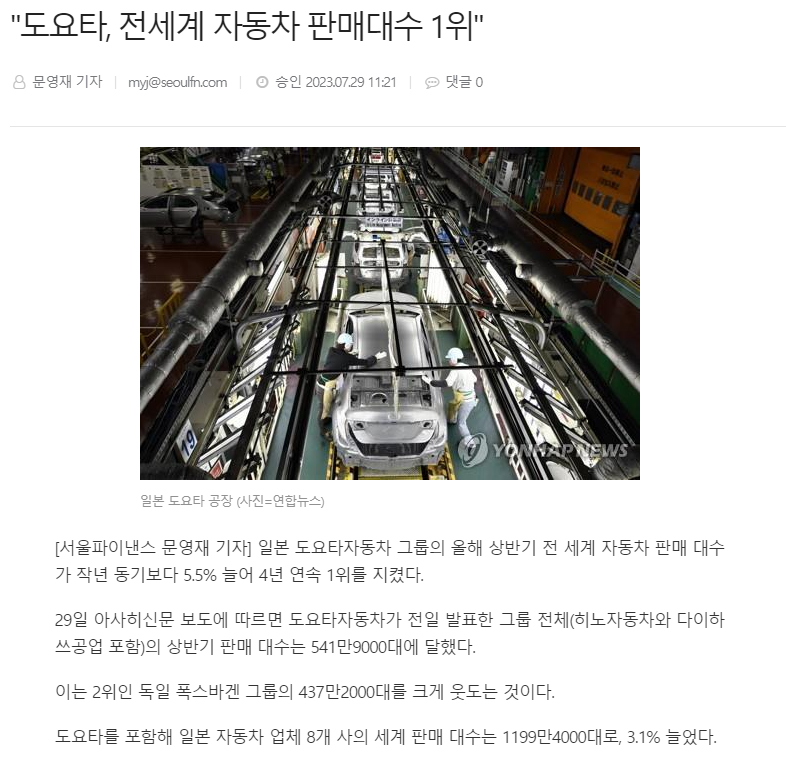 "도요타, 전세계 자동차 판매대수 1위"
문영재 기자 | myj@seoulfn.com | 승인 2023.07.29 11:21 | 댓글 0
19
YONHAP NEWS
일본 도요타 공장 (사진=연합뉴스)
[서울파이낸스 문영재 기자] 일본 도요타자동차 그룹의 올해 상반기 전 세계 자동차 판매 대수
가 작년 동기보다 5.5% 늘어 4년 연속 1위를 지켰다.
29일 아사히신문 보도에 따르면 도요타자동차가 전일 발표한 그룹 전체(히노자동차와 다이하
쓰공업 포함)의 상반기 판매 대수는 541만9000대에 달했다.
이는 2위인 독일 폭스바겐 그룹의 437만2000대를 크게 웃도는 것이다.
도요타를 포함해 일본 자동차 업체 8개 사의 세계 판매 대수는 1199만4000대로, 3.1% 늘었다.